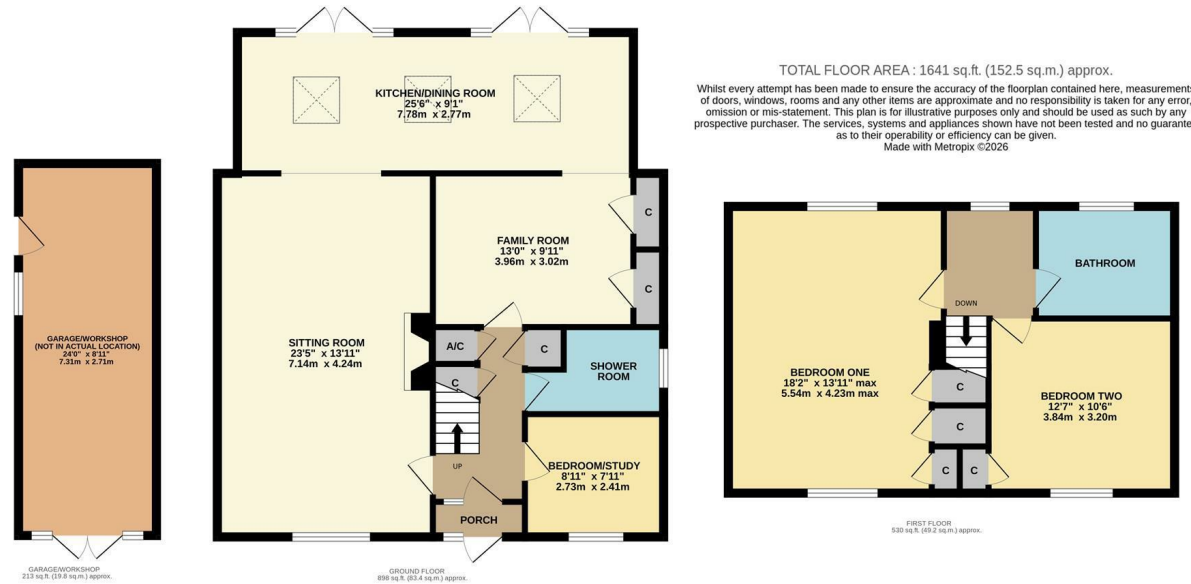 TOTAL FLOOR AREA : 1641 sq.ft. (152.5 sq.m.) approx.
Whilst every attempt has been made to ensure the accuracy of the floorplan contained here, measurements
of doors, windows, rooms and any other items are approximate and no responsibility is taken for any error,
omission or mis-statement. This plan is for illustrative purposes only and should be used as such by any
prospective purchaser. The services, systems and appliances shown have not been tested and no guarantee
as to their operability or efficiency can be given.
Made with Metropix ©2026
GARAGE/WORKSHOP
(NOT IN ACTUAL LOCATION)
24'0" x 8'11"
7.31m x 2.71m
GARAGE/WORKSHOP
213 sq.ft. (19.8 sq.m.) approx.
KITCHEN/DINING ROOM
25'6" x 9'1"
7.78m x 2.77m
FAMILY ROOM
13'0" x 9'11"
3.96m x 3.02m
C
C
SITTING ROOM
23'5" x 13'11"
7.14m x 4.24m
A/C
C
C
SHOWER
ROOM
UP
BEDROOM/STUDY
8'11" x 7'11"
2.73m x 2.41m
PORCH
GROUND FLOOR
898 sq.ft. (83.4 sq.m.) approx.
BATHROOM
DOWN
BEDROOM ONE
18'2" x 13'11" max
5.54m x 4.23m max
C
C
C
C
BEDROOM TWO
12'7" x 10'6"
3.84m x 3.20m
FIRST FLOOR
530 sq.ft. (49.2 sq.m.) approx.